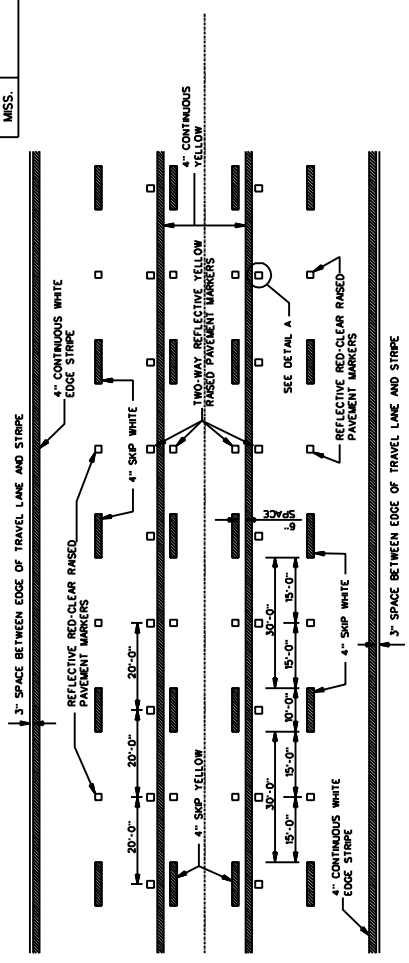 MISS.
3" SPACE BETWEEN EDGE OF TRAVEL LANE AND STRIPE
4" CONTINUOUS WHITE
EDGE STRIPE
REFLECTIVE RED-CLEAR RAISED
PAVEMENT MARKERS
4" SKIP WHITE
4" CONTINUOUS
YELLOW
20'-0"
20'-0"
20'-0"
TWO-WAY REFLECTIVE YELLOW
RAISED PAVEMENT MARKERS
4" SKIP YELLOW
6"
SPACE
SEE DETAIL A
30'-0"
30'-0"
15'-0"
15'-0"
10'-0"
15'-0"
15'-0"
4" SKIP WHITE
REFLECTIVE RED-CLEAR RAISED
PAVEMENT MARKERS
4" CONTINUOUS WHITE
EDGE STRIPE
3" SPACE BETWEEN EDGE OF TRAVEL LANE AND STRIPE